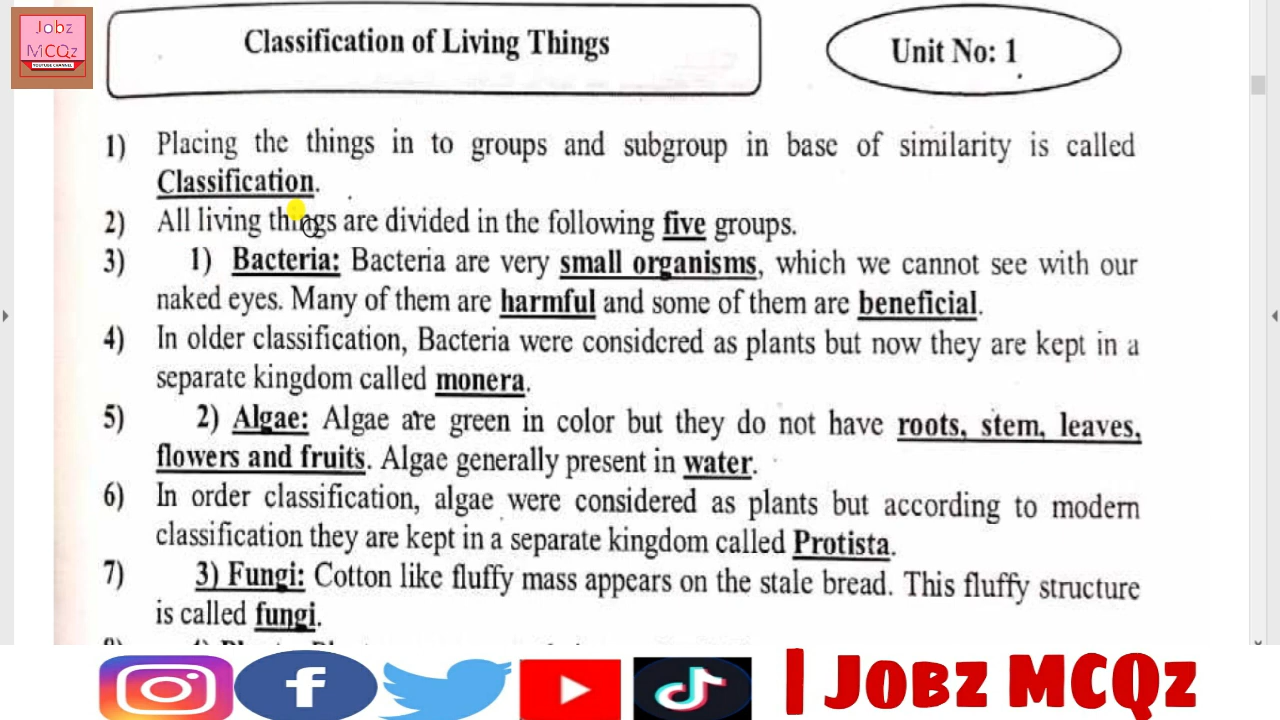 Jobz
MCQz
YOUTUBE CHANNEL
Classification of Living Things
Unit No: 1
1) Placing the things in to groups and subgroup in base of similarity is called
Classification.
2) All living things are divided in the following five groups.
3) 1) Bacteria: Bacteria are very small organisms, which we cannot see with our
naked eyes. Many of them are harmful and some of them are beneficial.
4) In older classification, Bacteria were considered as plants but now they are kept in a
separate kingdom called monera.
5) 2) Algae: Algae are green in color but they do not have roots, stem, leaves,
flowers and fruits. Algae generally present in water.
6) In order classification, algae were considered as plants but according to modern
classification they are kept in a separate kingdom called Protista.
7) 3) Fungi: Cotton like fluffy mass appears on the stale bread. This fluffy structure
is called fungi.
| Jobz MCQz